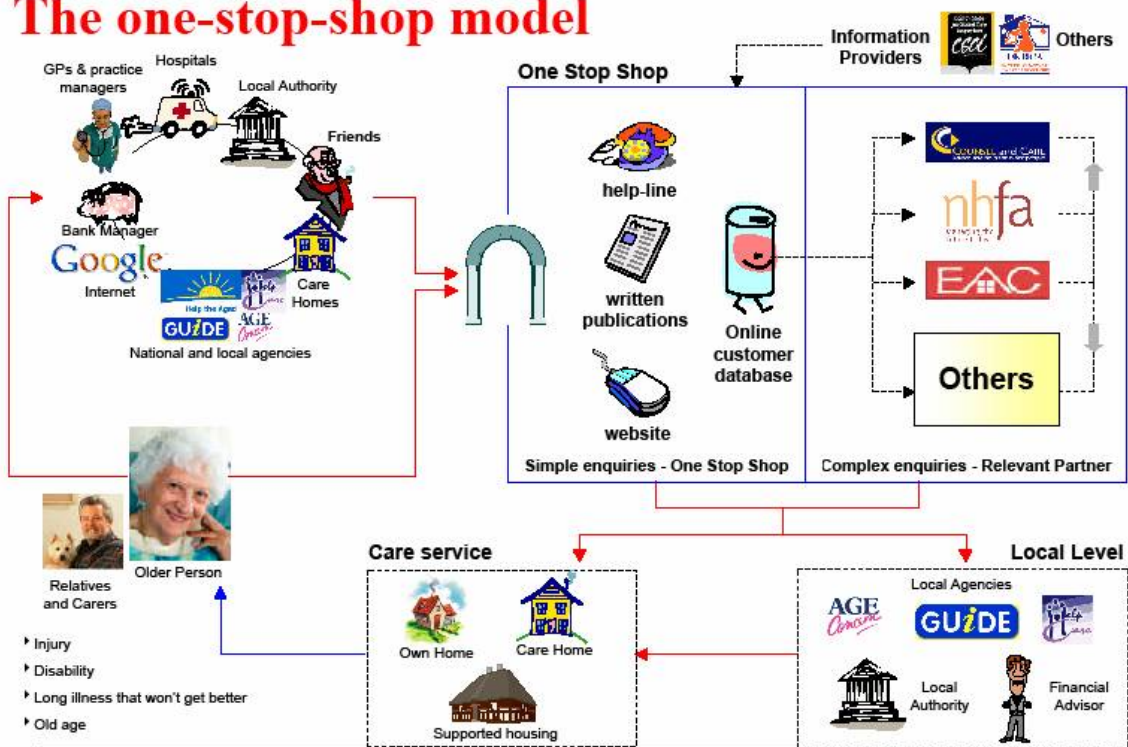 The one-stop-shop model
GPs & practice
managers
Hospitals
Local Authority
Friends
Bank Manager
Google
Internet
Help the Aged
GUiDE
AGE
Concern
Care
Homes
National and local agencies
Information
Providers
CSCI
Others
One Stop Shop
help-line
written
publications
website
Online
customer
database
COUNSEL and CARE
nhfa
EAC
Others
Simple enquiries - One Stop Shop
Complex enquiries - Relevant Partner
Relatives
and Carers
Older Person
Injury
Disability
Long illness that won't get better
Old age
Care service
Own Home
Care Home
Supported housing
Local Level
Local Agencies
AGE
Concern
GUiDE
Local
Authority
Financial
Advisor